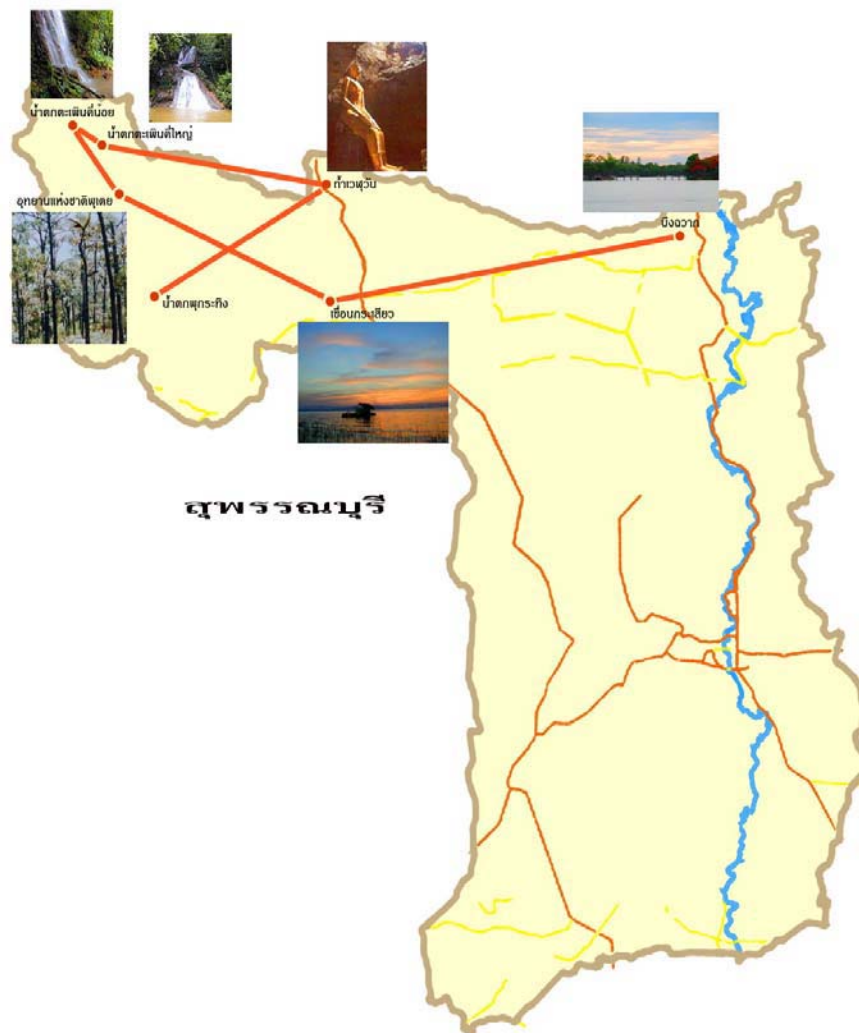 น้ำตกตะเพินคี่น้อย
น้ำตกตะเพินคี่ใหญ่
ถ้ำเวฬุวัน
บึงฉวาก
อุทยานแห่งชาติพุเตย
น้ำตกพุกระทิง
เขื่อนกระเสียว
สุพรรณบุรี